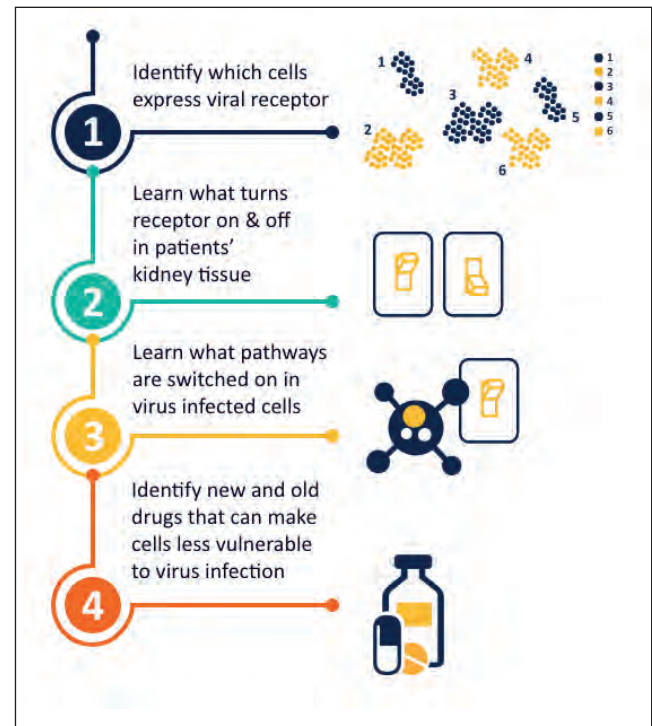 Identify which cells
express viral receptor
1
1
2
3
4
5
6
1
2
3
4
5
6
Learn what turns
receptor on & off
in patients'
kidney tissue
2
Learn what pathways
are switched on in
virus infected cells
3
Identify new and old
drugs that can make
cells less vulnerable
to virus infection
4